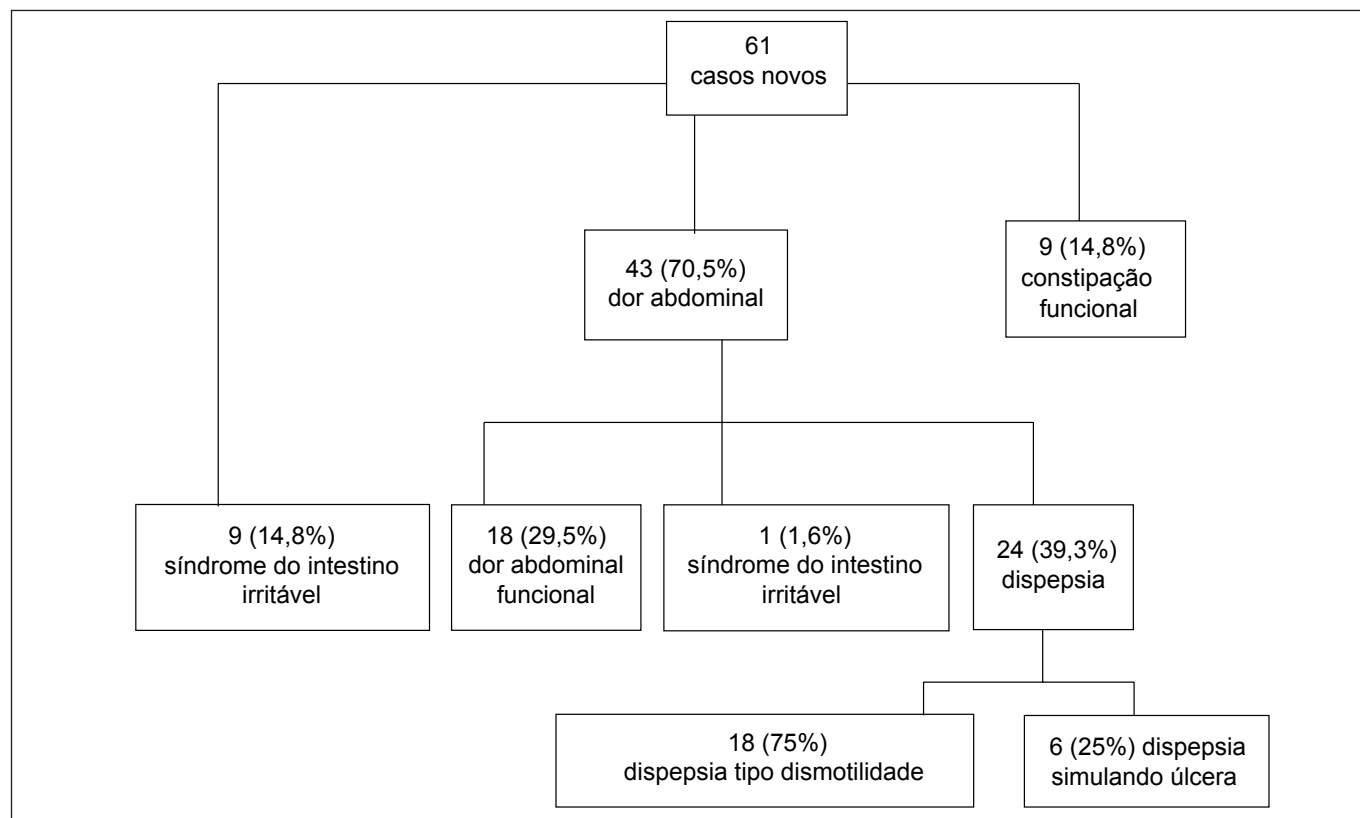 61
casos novos
43 (70,5%)
dor abdominal
9 (14,8%)
constipação
funcional
9 (14,8%)
síndrome do intestino
irritável
18 (29,5%)
dor abdominal
funcional
1 (1,6%)
síndrome do intestino
irritável
24 (39,3%)
dispepsia
18 (75%)
dispepsia tipo dismotilidade
6 (25%) dispepsia
simulando úlcera